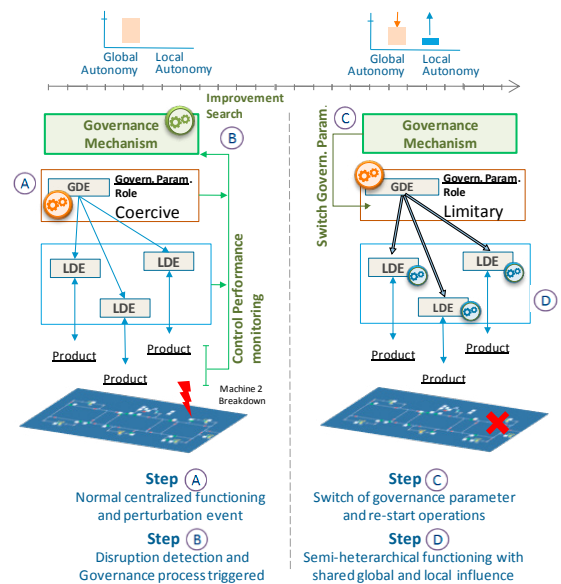 Global
Autonomy
Local
Autonomy
Global
Autonomy
Local
Autonomy
Improvement
Search
Governance
Mechanism
B
A
GDE
Govern. Param.
Role
Coercive
LDE
LDE
LDE
Product
Product
Product
Control Performance
monitoring
Machine 2
Breakdown
C
Governance
Mechanism
Switch Govern. Param.
GDE
Govern. Param.
Role
Limitary
LDE
LDE
LDE
D
Product
Product
Product
Step A
Normal centralized functioning
and perturbation event
Step B
Disruption detection and
Governance process triggered
Step C
Switch of governance parameter
and re-start operations
Step D
Semi-heterarchical functioning with
shared global and local influence